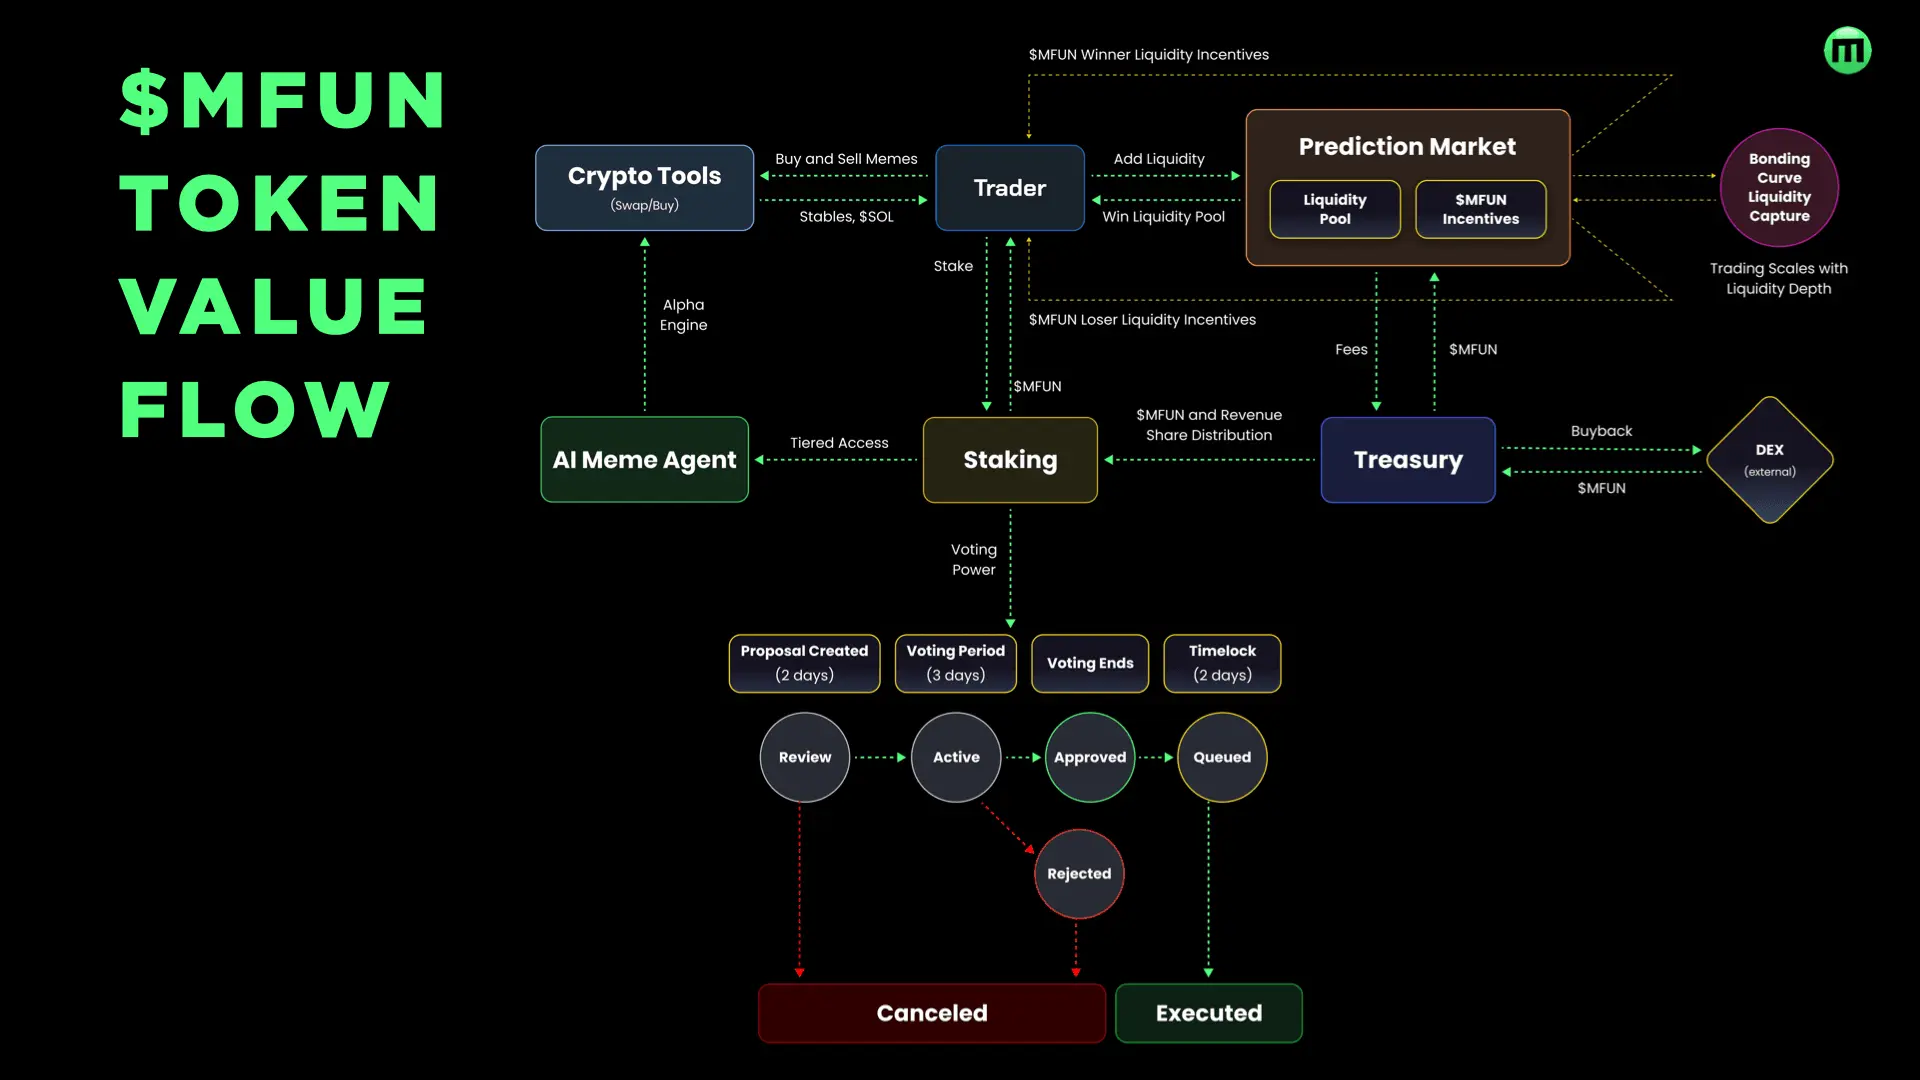 $MFUN
TOKEN
VALUE
FLOW
$MFUN Winner Liquidity Incentives
Crypto Tools
(Swap/Buy)
Buy and Sell Memes
Stables, $SOL
Trader
Add Liquidity
Win Liquidity Pool
Prediction Market
Liquidity
Pool
$MFUN
Incentives
Bonding
Curve
Liquidity
Capture
Trading Scales with
Liquidity Depth
Alpha
Engine
Stake
$MFUN
$MFUN Loser Liquidity Incentives
Fees
$MFUN
AI Meme Agent
Tiered Access
Staking
$MFUN and Revenue
Share Distribution
Treasury
Buyback
$MFUN
DEX
(external)
Voting
Power
Proposal Created
(2 days)
Voting Period
(3 days)
Voting Ends
Timelock
(2 days)
Review
Active
Approved
Queued
Rejected
Canceled
Executed